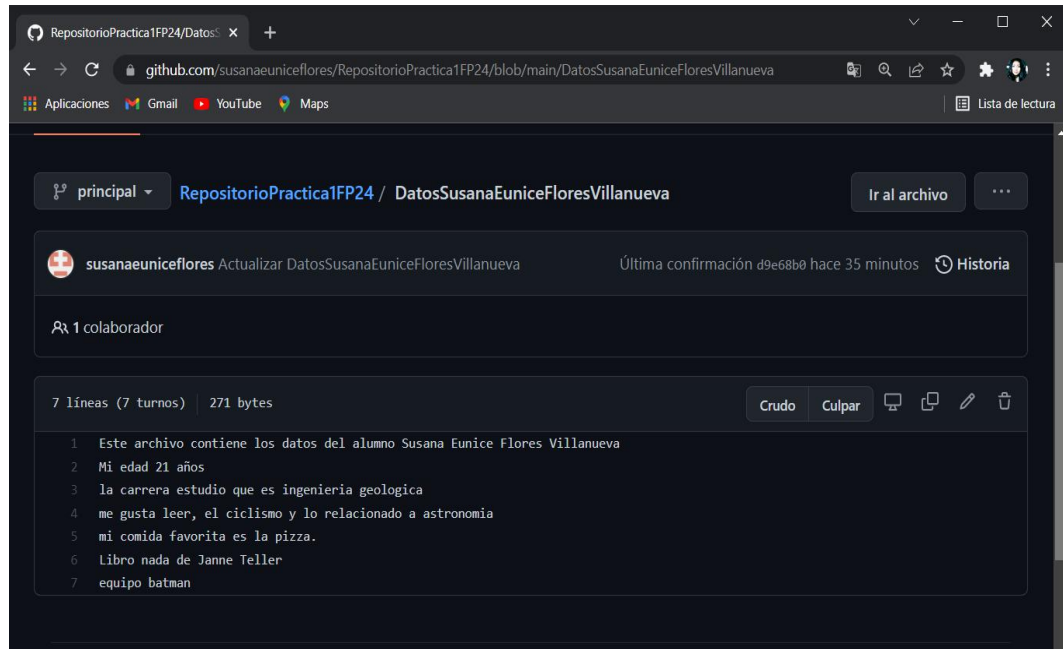 RepositorioPractica1FP24/DatosS
github.com/susanaeuniceflores/RepositorioPractica1FP24/blob/main/DatosSusanaEuniceFloresVillanueva
Aplicaciones Gmail YouTube Maps Lista de lectura
principal RepositorioPractica1FP24 / DatosSusanaEuniceFloresVillanueva Ir al archivo ...
susanaeuniceflores Actualizar DatosSusanaEuniceFloresVillanueva Última confirmación d9e68b0 hace 35 minutos Historia
1 colaborador
7 líneas (7 turnos) 271 bytes Crudo Culpar
1 Este archivo contiene los datos del alumno Susana Eunice Flores Villanueva
2 Mi edad 21 años
3 la carrera estudio que es ingenieria geologica
4 me gusta leer, el ciclismo y lo relacionado a astronomia
5 mi comida favorita es la pizza.
6 Libro nada de Janne Teller
7 equipo batman